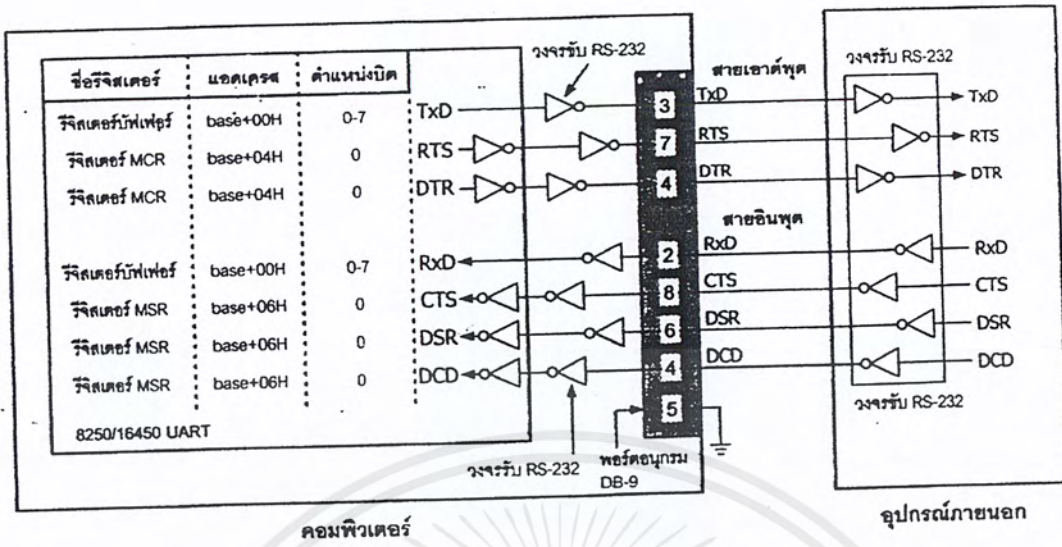 ชื่อรีจิสเตอร์ แอดเดรส ตำแหน่งบิต
รีจิสเตอร์บัฟเฟอร์ base+00H 0-7
รีจิสเตอร์ MCR base+04H 0
รีจิสเตอร์ MCR base+04H 0
รีจิสเตอร์บัฟเฟอร์ base+00H 0-7
รีจิสเตอร์ MSR base+06H 0
รีจิสเตอร์ MSR base+06H 0
รีจิสเตอร์ MSR base+06H 0
8250/16450 UART
TxD
RTS
DTR
RxD
CTS
DSR
DCD
วงจรขับ RS-232
วงจรรับ RS-232
3
7
4
2
8
6
4
5
พอร์ตอนุกรม
DB-9
คอมพิวเตอร์
สายเอาต์พุต
TxD
RTS
DTR
สายอินพุต
RxD
CTS
DSR
DCD
วงจรรับ RS-232
TxD
RTS
DTR
RxD
CTS
DSR
DCD
วงจรรับ RS-232
อุปกรณ์ภายนอก